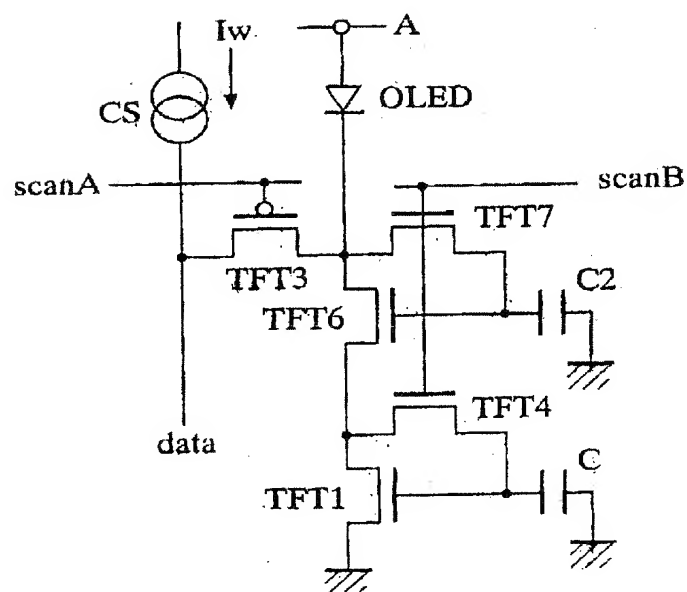 Iw
A
CS
OLED
scanA
scanB
TFT7
TFT3
C2
TFT6
TFT4
data
C
TFT1